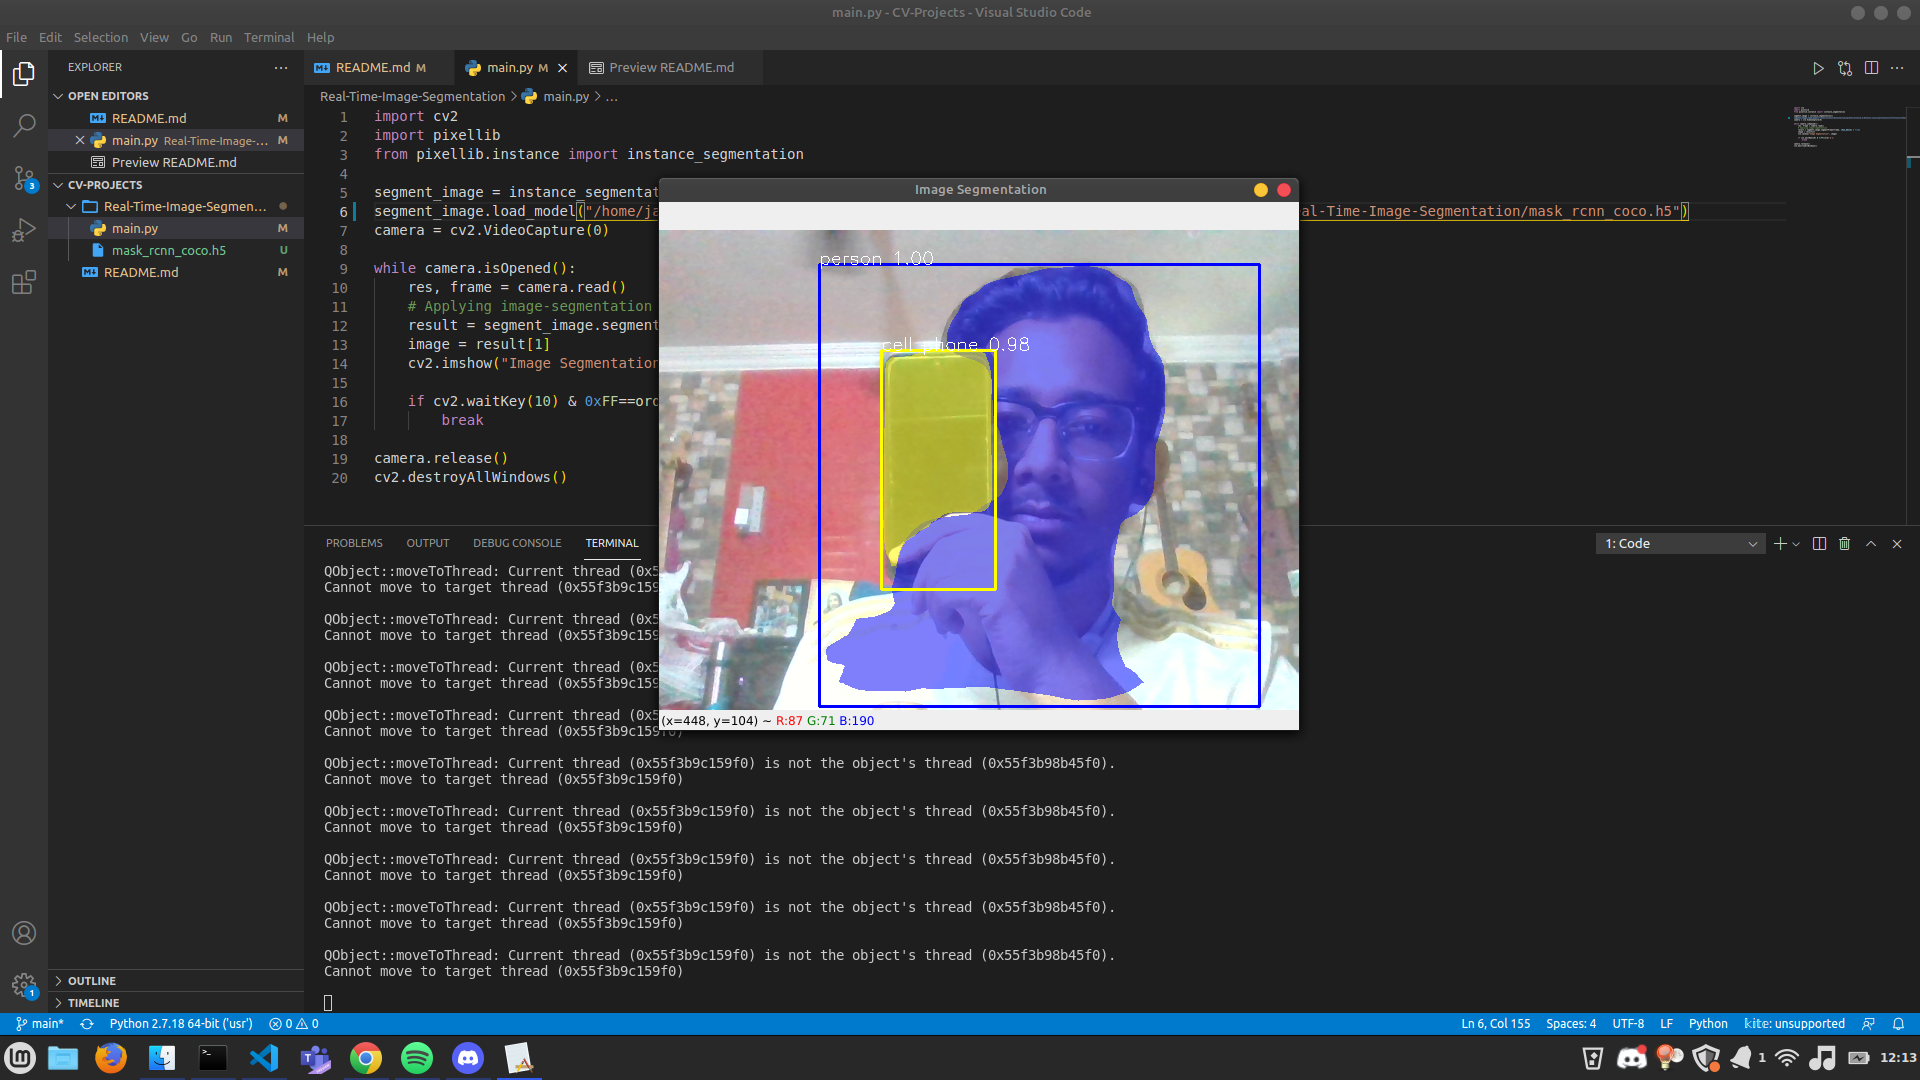 main.py - CV-Projects - Visual Studio Code
File Edit Selection View Go Run Terminal Help
EXPLORER
OPEN EDITORS
README.md M
main.py Real-Time-Image-... M
Preview README.md
CV-PROJECTS
Real-Time-Image-Segmen...
main.py M
mask_rcnn_coco.h5 U
README.md M
OUTLINE
TIMELINE
3
1
README.md M
main.py M
Preview README.md
Real-Time-Image-Segmentation > main.py > ...
1 import cv2
2 import pixellib
3 from pixellib.instance import instance_segmentation
4
5 segment_image = instance_segmentat
6 segment_image.load_model("/home/ja al-Time-Image-Segmentation/mask_rcnn_coco.h5")
7 camera = cv2.VideoCapture(0)
8
9 while camera.isOpened():
10 res, frame = camera.read()
11 # Applying image-segmentation
12 result = segment_image.segment
13 image = result[1]
14 cv2.imshow("Image Segmentation
15
16 if cv2.waitKey(10) & 0xFF==ord
17 break
18
19 camera.release()
20 cv2.destroyAllWindows()
Image Segmentation
person 1.00
cell phone 0.98
(x=448, y=104) ~ R:87 G:71 B:190
PROBLEMS OUTPUT DEBUG CONSOLE TERMINAL
1: Code
QObject::moveToThread: Current thread (0x5
Cannot move to target thread (0x55f3b9c159
QObject::moveToThread: Current thread (0x5
Cannot move to target thread (0x55f3b9c159
QObject::moveToThread: Current thread (0x5
Cannot move to target thread (0x55f3b9c159
QObject::moveToThread: Current thread (0x5
Cannot move to target thread (0x55f3b9c159f0)
QObject::moveToThread: Current thread (0x55f3b9c159f0) is not the object's thread (0x55f3b98b45f0).
Cannot move to target thread (0x55f3b9c159f0)
QObject::moveToThread: Current thread (0x55f3b9c159f0) is not the object's thread (0x55f3b98b45f0).
Cannot move to target thread (0x55f3b9c159f0)
QObject::moveToThread: Current thread (0x55f3b9c159f0) is not the object's thread (0x55f3b98b45f0).
Cannot move to target thread (0x55f3b9c159f0)
QObject::moveToThread: Current thread (0x55f3b9c159f0) is not the object's thread (0x55f3b98b45f0).
Cannot move to target thread (0x55f3b9c159f0)
QObject::moveToThread: Current thread (0x55f3b9c159f0) is not the object's thread (0x55f3b98b45f0).
Cannot move to target thread (0x55f3b9c159f0)
main* Python 2.7.18 64-bit ('usr') 0 0 Ln 6, Col 155 Spaces: 4 UTF-8 LF Python kite: unsupported
1 12:13